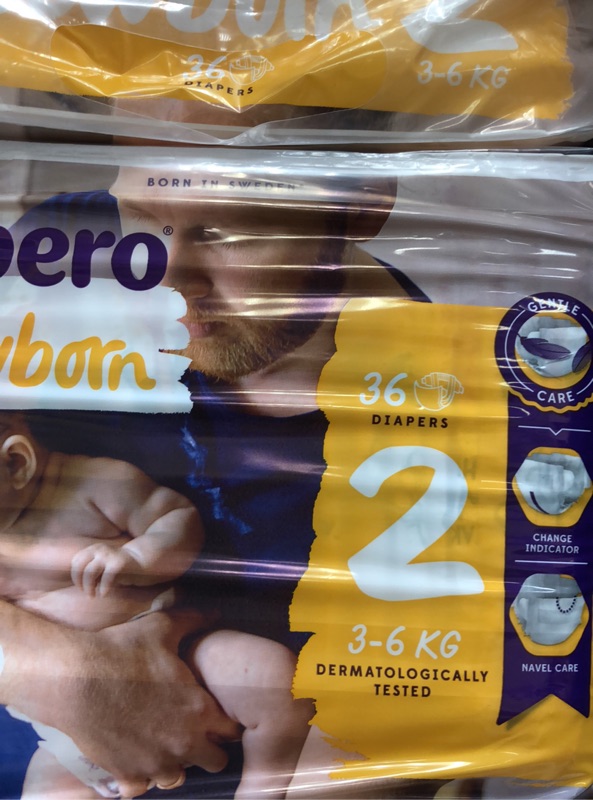 36
DIAPERS
3-6 KG
BORN IN SWEDEN
pero®
wborn
36
DIAPERS
2
3-6 KG
DERMATOLOGICALLY
TESTED
GENTLE
CARE
CHANGE
INDICATOR
NAVEL CARE